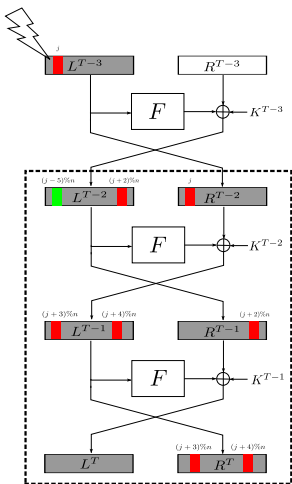 j
L^{T-3} R^{T-3}
F K^{T-3}
(j − 5)%n (j + 2)%n j
L^{T-2} R^{T-2}
F K^{T-2}
(j + 3)%n (j + 4)%n (j + 2)%n
L^{T-1} R^{T-1}
F K^{T-1}
(j + 3)%n (j + 4)%n
L^T R^T